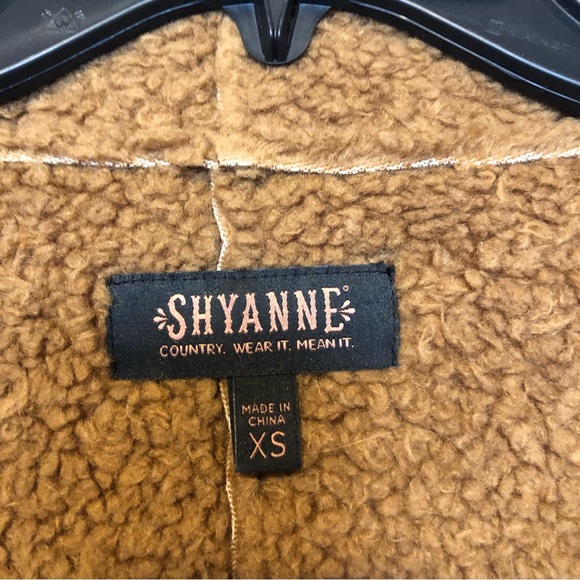 SHYANNE
COUNTRY. WEAR IT. MEAN IT.
MADE IN
CHINA
XS